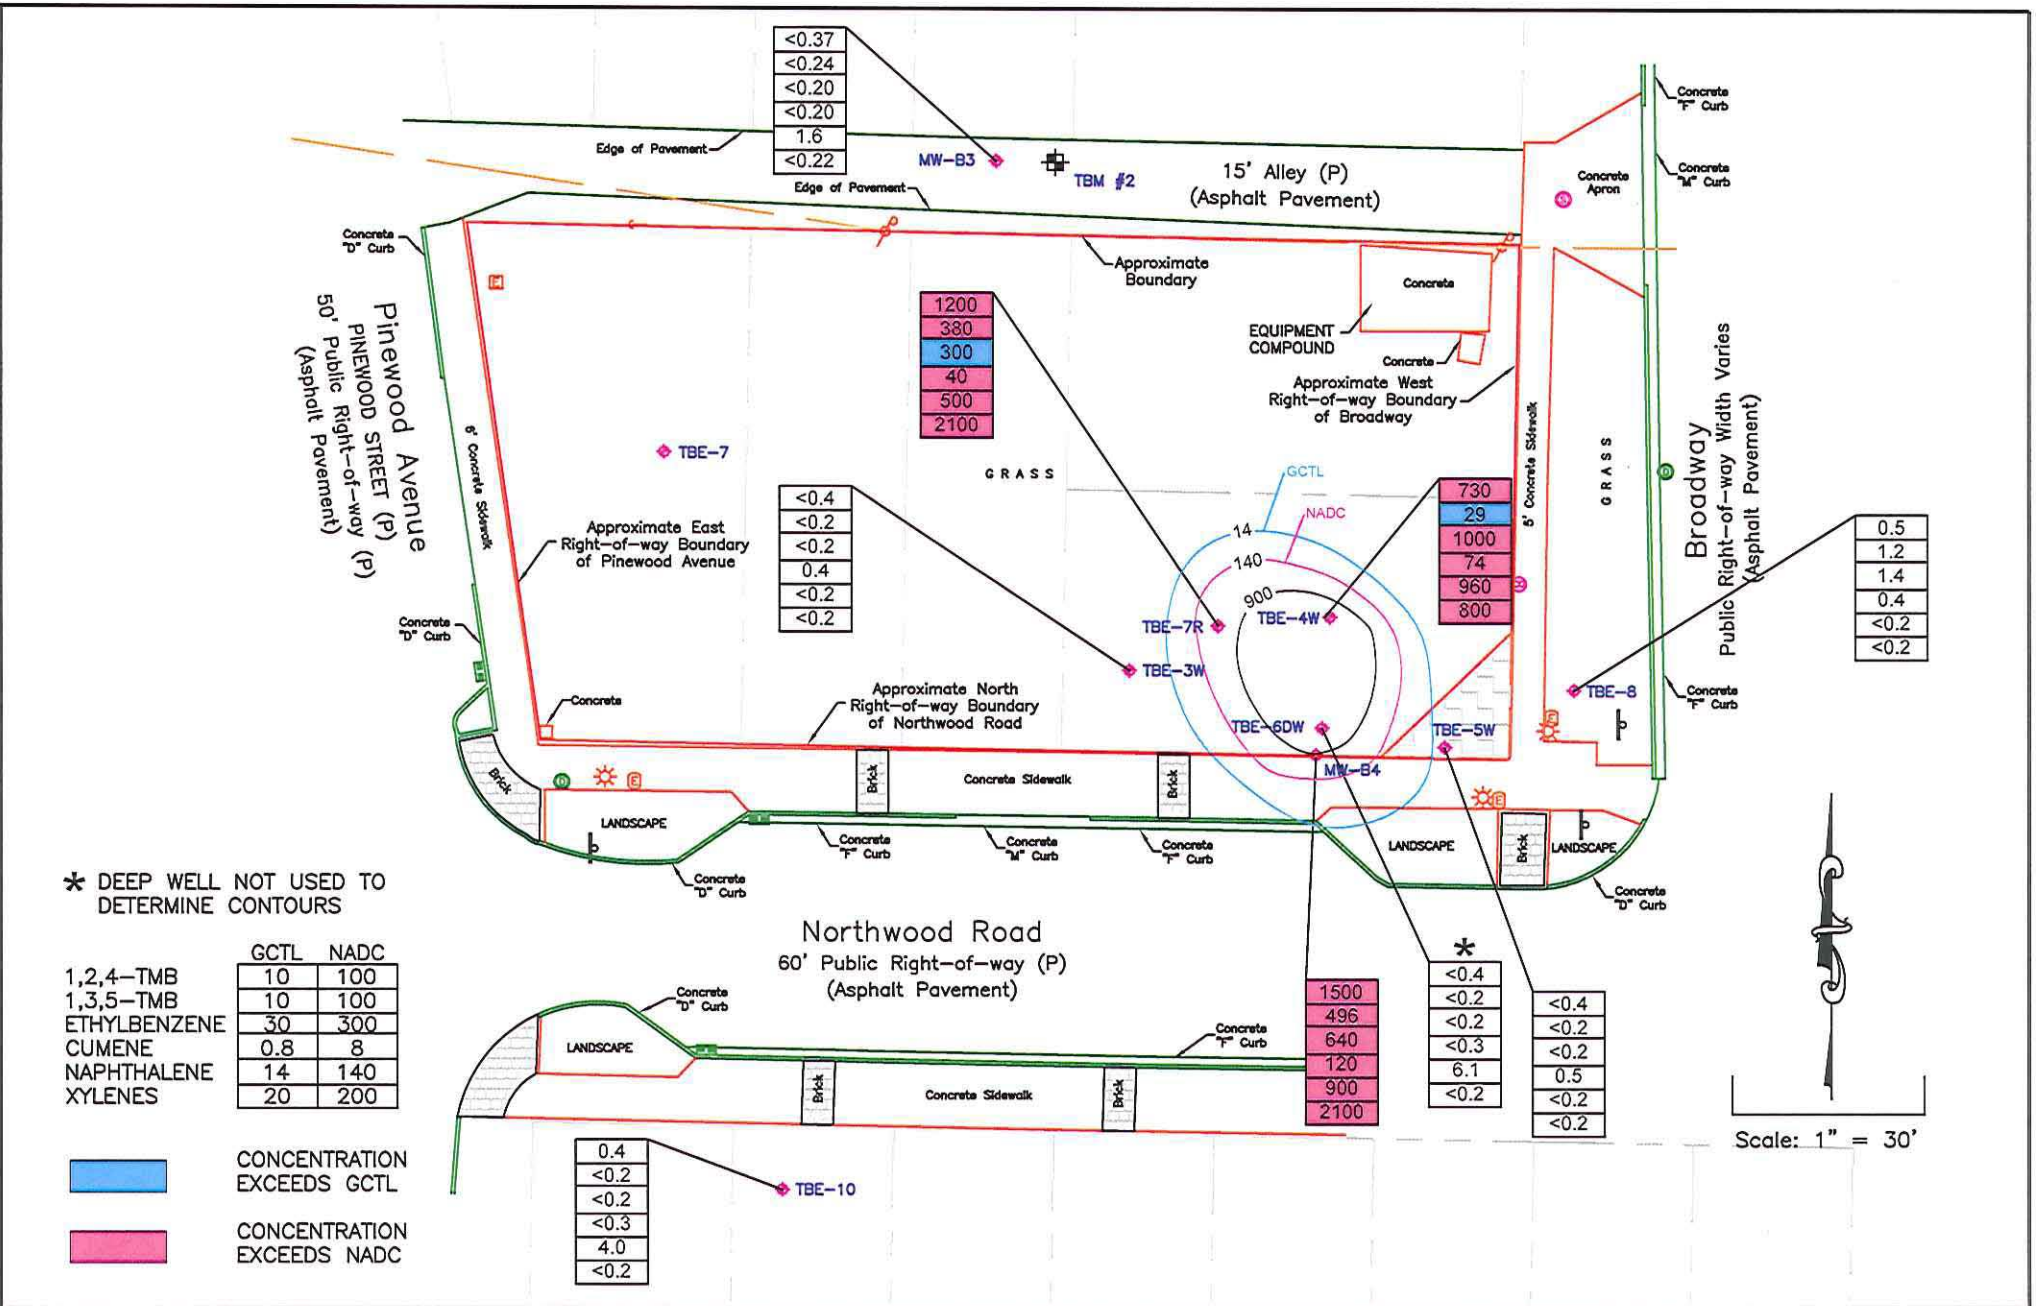 <0.37
<0.24
<0.20
<0.20
1.6
<0.22
Edge of Pavement
MW-B3
TBM #2
15' Alley (P)
(Asphalt Pavement)
Edge of Pavement
Concrete
"F" Curb
Concrete
"M" Curb
Concrete
Apron
S
Concrete
"D" Curb
E
Approximate
Boundary
Concrete
EQUIPMENT
COMPOUND
Concrete
Approximate West
Right-of-way Boundary
of Broadway
1200
380
300
40
500
2100
Pinewood Avenue
PINEWOOD STREET (P)
50' Public Right-of-way (P)
(Asphalt Pavement)
6' Concrete Sidewalk
TBE-7
GRASS
GCTL
NADC
14
140
900
730
29
1000
74
960
800
5' Concrete Sidewalk
GRASS
D
Broadway
Public Right-of-way Width Varies
(Asphalt Pavement)
0.5
1.2
1.4
0.4
<0.2
<0.2
<0.4
<0.2
<0.2
0.4
<0.2
<0.2
Approximate East
Right-of-way Boundary
of Pinewood Avenue
Concrete
"D" Curb
TBE-7R
TBE-4W
TBE-3W
TBE-8
Concrete
"F" Curb
Concrete
Approximate North
Right-of-way Boundary
of Northwood Road
TBE-6DW
TBE-5W
MW-B4
E
Brick
D
E
Brick
Concrete Sidewalk
Brick
E
LANDSCAPE
Concrete
"F" Curb
Concrete
"M" Curb
Concrete
"F" Curb
LANDSCAPE
Brick
LANDSCAPE
Concrete
"D" Curb
Concrete
"D" Curb
* DEEP WELL NOT USED TO
DETERMINE CONTOURS
Northwood Road
60' Public Right-of-way (P)
(Asphalt Pavement)
GCTL NADC
1,2,4-TMB 10 100
1,3,5-TMB 10 100
ETHYLBENZENE 30 300
CUMENE 0.8 8
NAPHTHALENE 14 140
XYLENES 20 200
Concrete
"D" Curb
LANDSCAPE
Concrete
"F" Curb
Brick
Concrete Sidewalk
Brick
1500
496
640
120
900
2100
*
<0.4
<0.2
<0.2
<0.3
6.1
<0.2
<0.4
<0.2
<0.2
0.5
<0.2
<0.2
Scale: 1" = 30'
CONCENTRATION
EXCEEDS GCTL
CONCENTRATION
EXCEEDS NADC
0.4
<0.2
<0.2
<0.3
4.0
<0.2
TBE-10